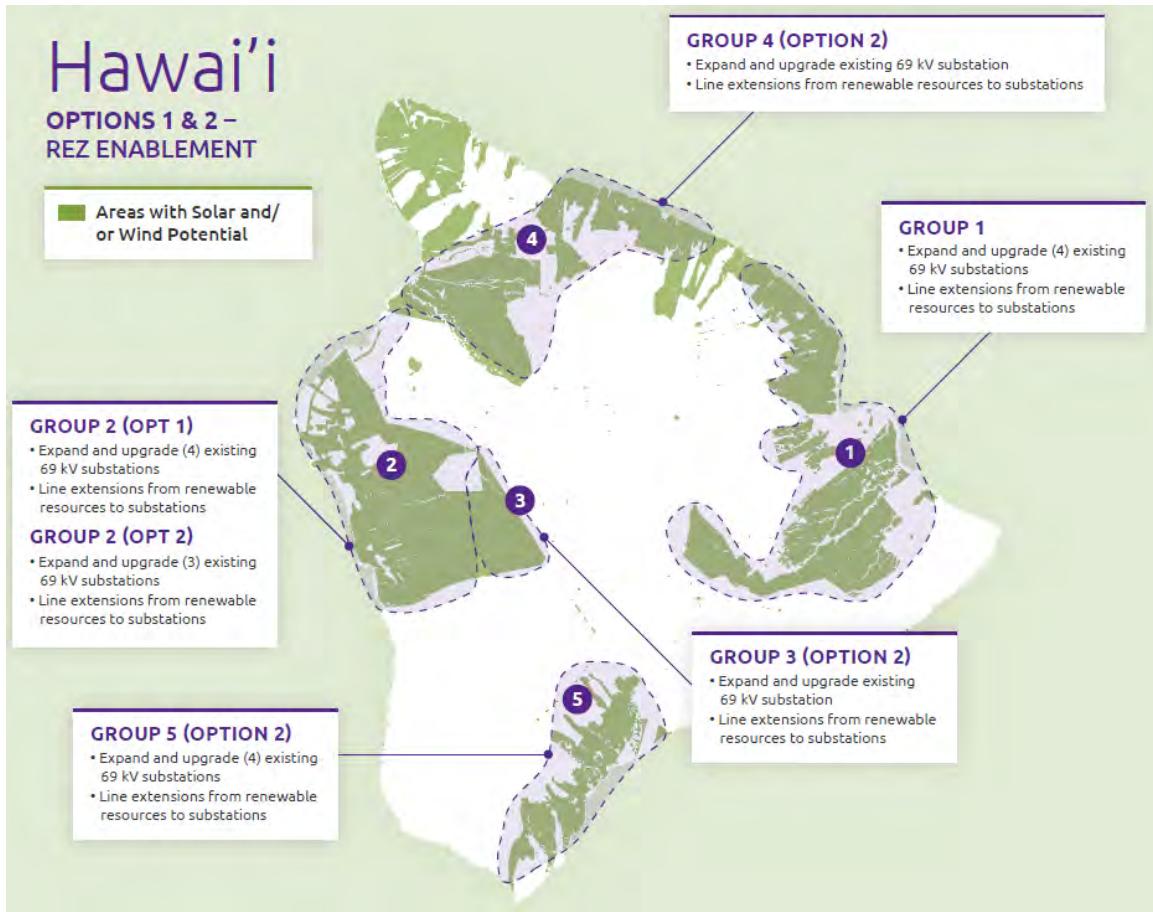 Hawai'i
OPTIONS 1 & 2 –
REZ ENABLEMENT
Areas with Solar and/
or Wind Potential
GROUP 4 (OPTION 2)
• Expand and upgrade existing 69 kV substation
• Line extensions from renewable resources to substations
GROUP 1
• Expand and upgrade (4) existing
69 kV substations
• Line extensions from renewable
resources to substations
GROUP 2 (OPT 1)
• Expand and upgrade (4) existing
69 kV substations
• Line extensions from renewable
resources to substations
GROUP 2 (OPT 2)
• Expand and upgrade (3) existing
69 kV substations
• Line extensions from renewable
resources to substations
GROUP 3 (OPTION 2)
• Expand and upgrade existing
69 kV substation
• Line extensions from renewable
resources to substations
GROUP 5 (OPTION 2)
• Expand and upgrade (4) existing
69 kV substations
• Line extensions from renewable
resources to substations
4
1
2
3
5